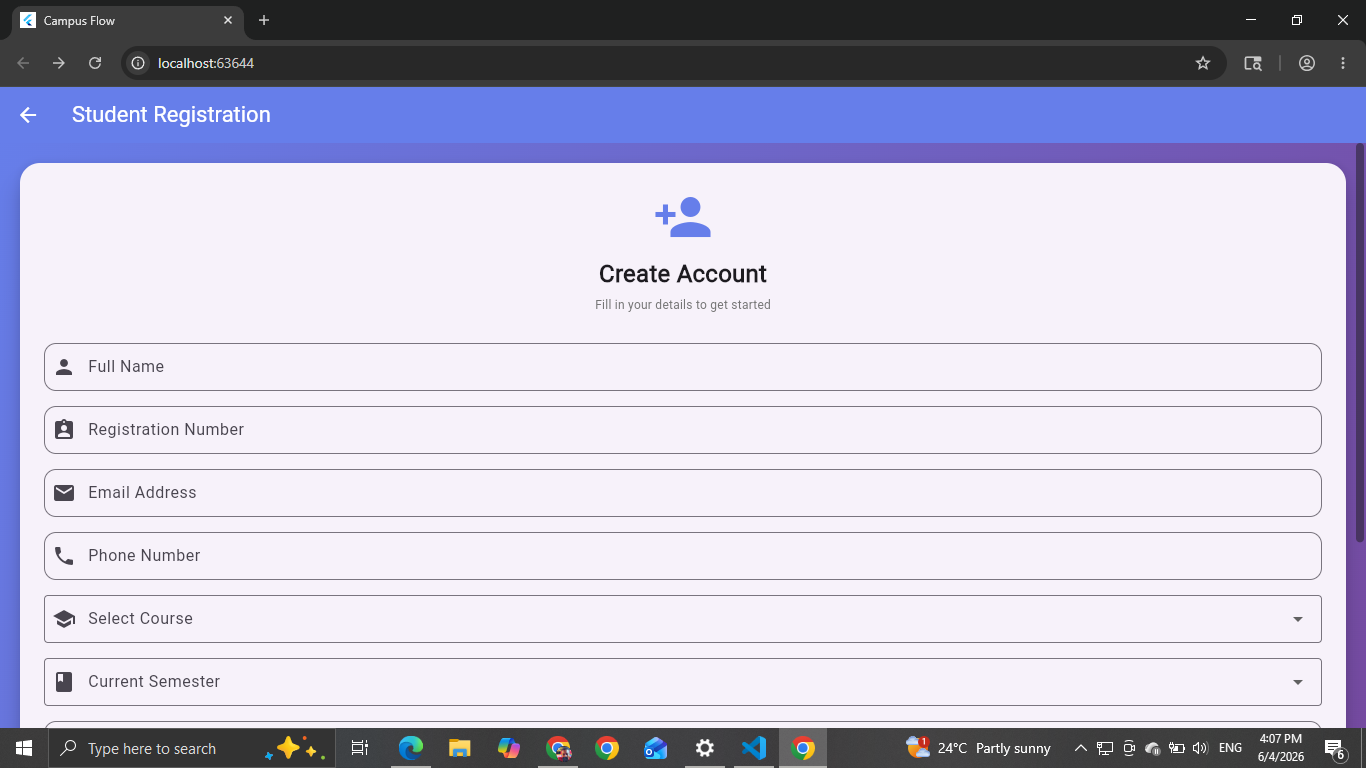 Campus Flow
localhost:63644
Student Registration
Create Account
Fill in your details to get started
Full Name
Registration Number
Email Address
Phone Number
Select Course
Current Semester
Type here to search
1
24°C Partly sunny
ENG
4:07 PM
6/4/2026
6